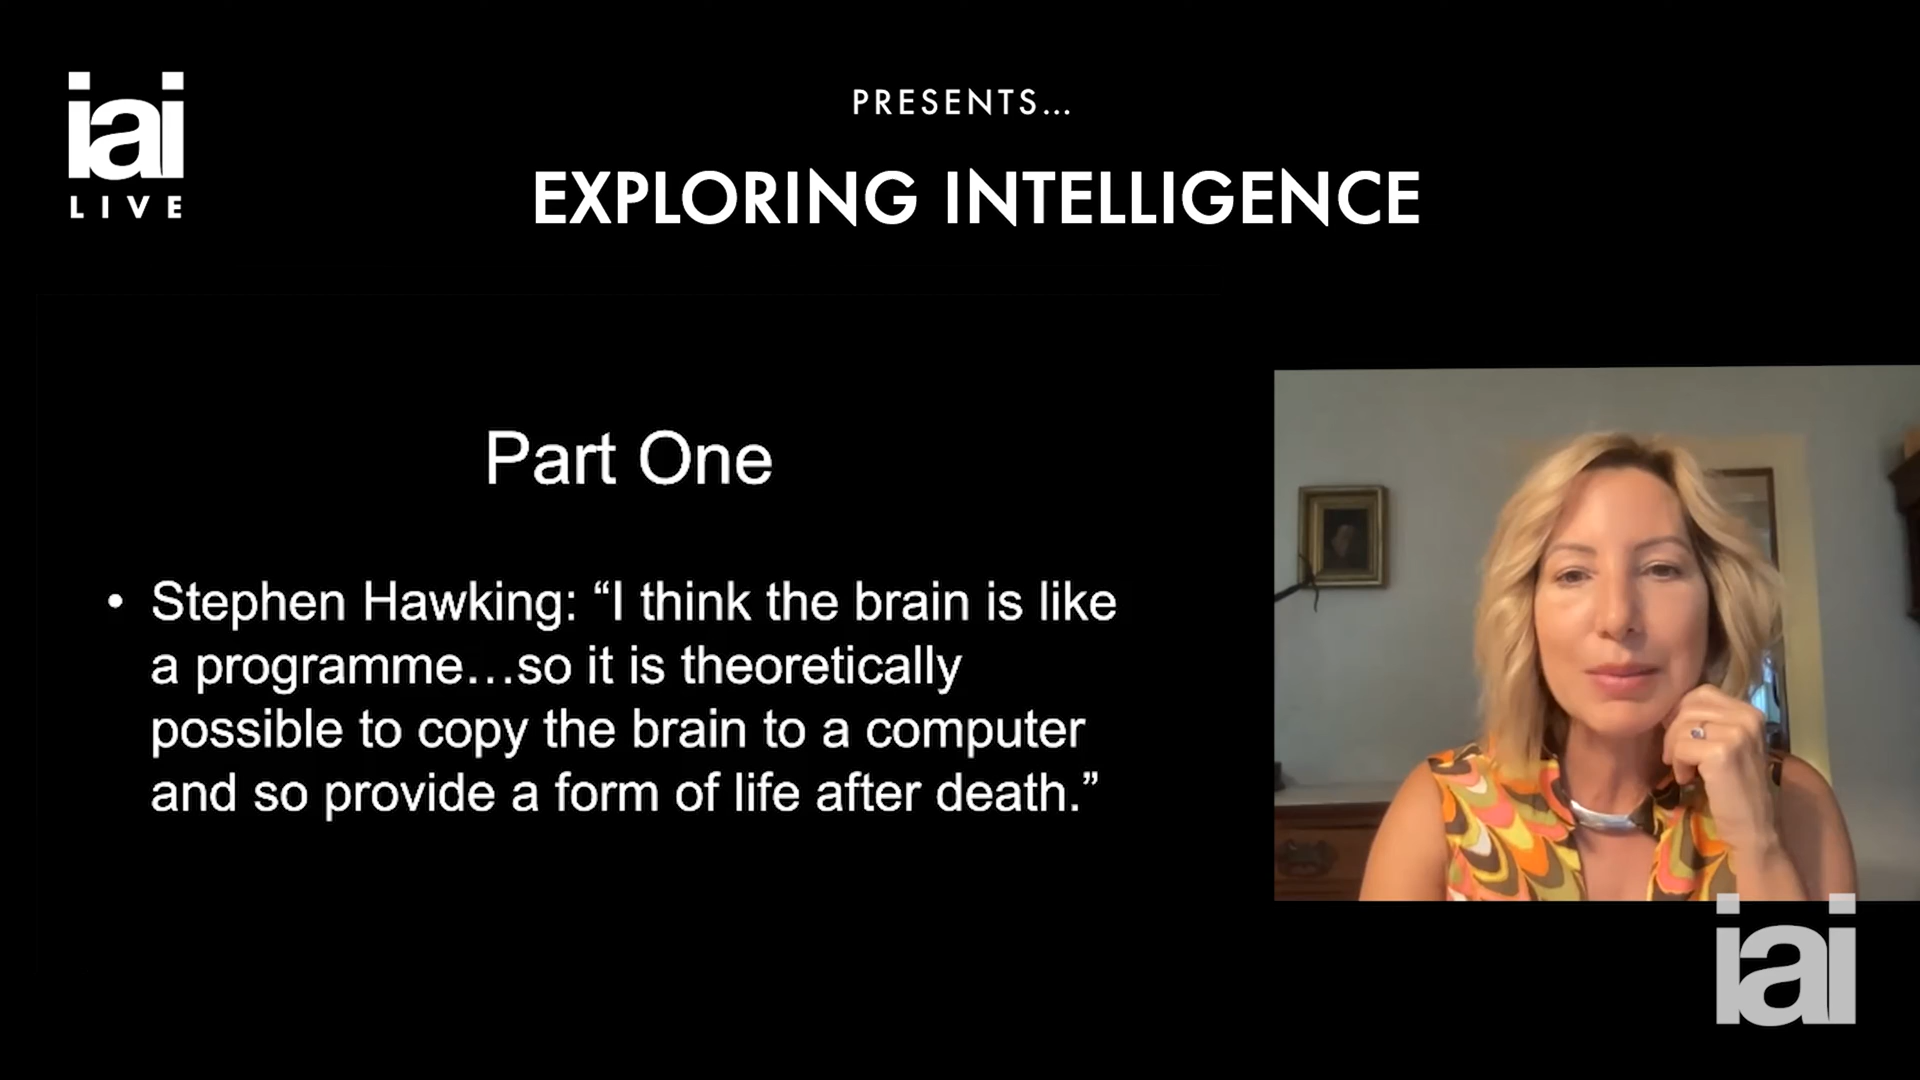 iai
LIVE
PRESENTS...
EXPLORING INTELLIGENCE
Part One
• Stephen Hawking: “I think the brain is like
a programme…so it is theoretically
possible to copy the brain to a computer
and so provide a form of life after death.”
iai